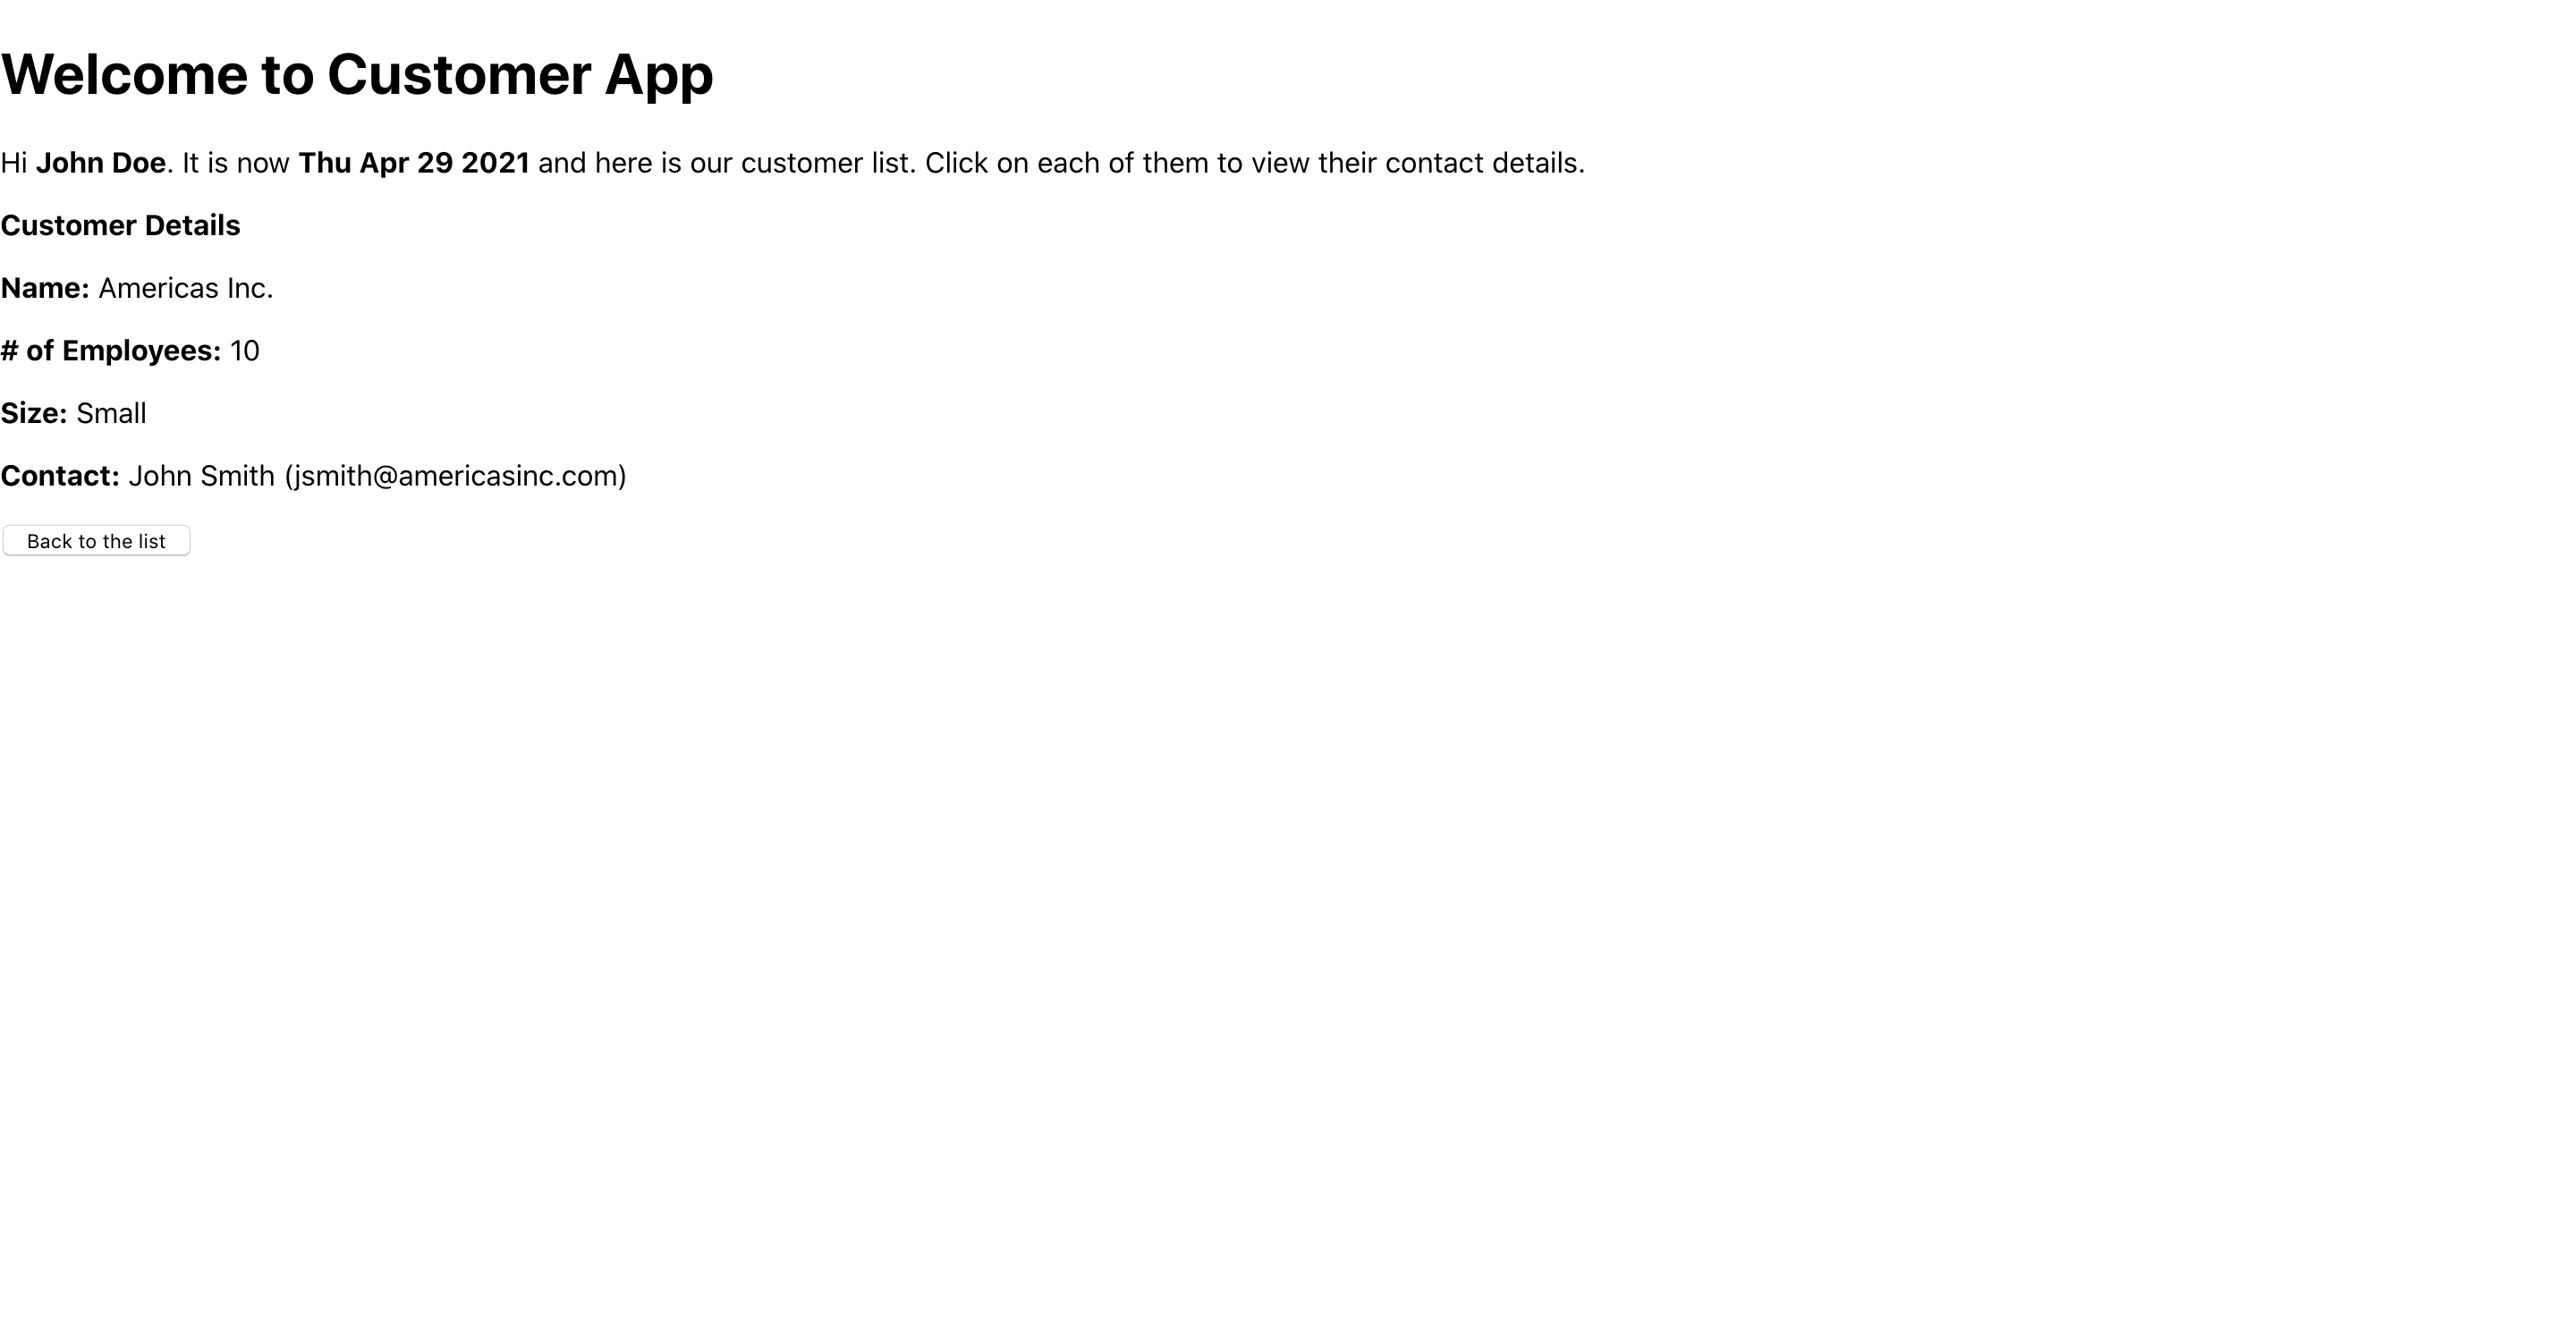 Welcome to Customer App
Hi John Doe. It is now Thu Apr 29 2021 and here is our customer list. Click on each of them to view their contact details.
Customer Details
Name: Americas Inc.
# of Employees: 10
Size: Small
Contact: John Smith (jsmith@americasinc.com)
Back to the list